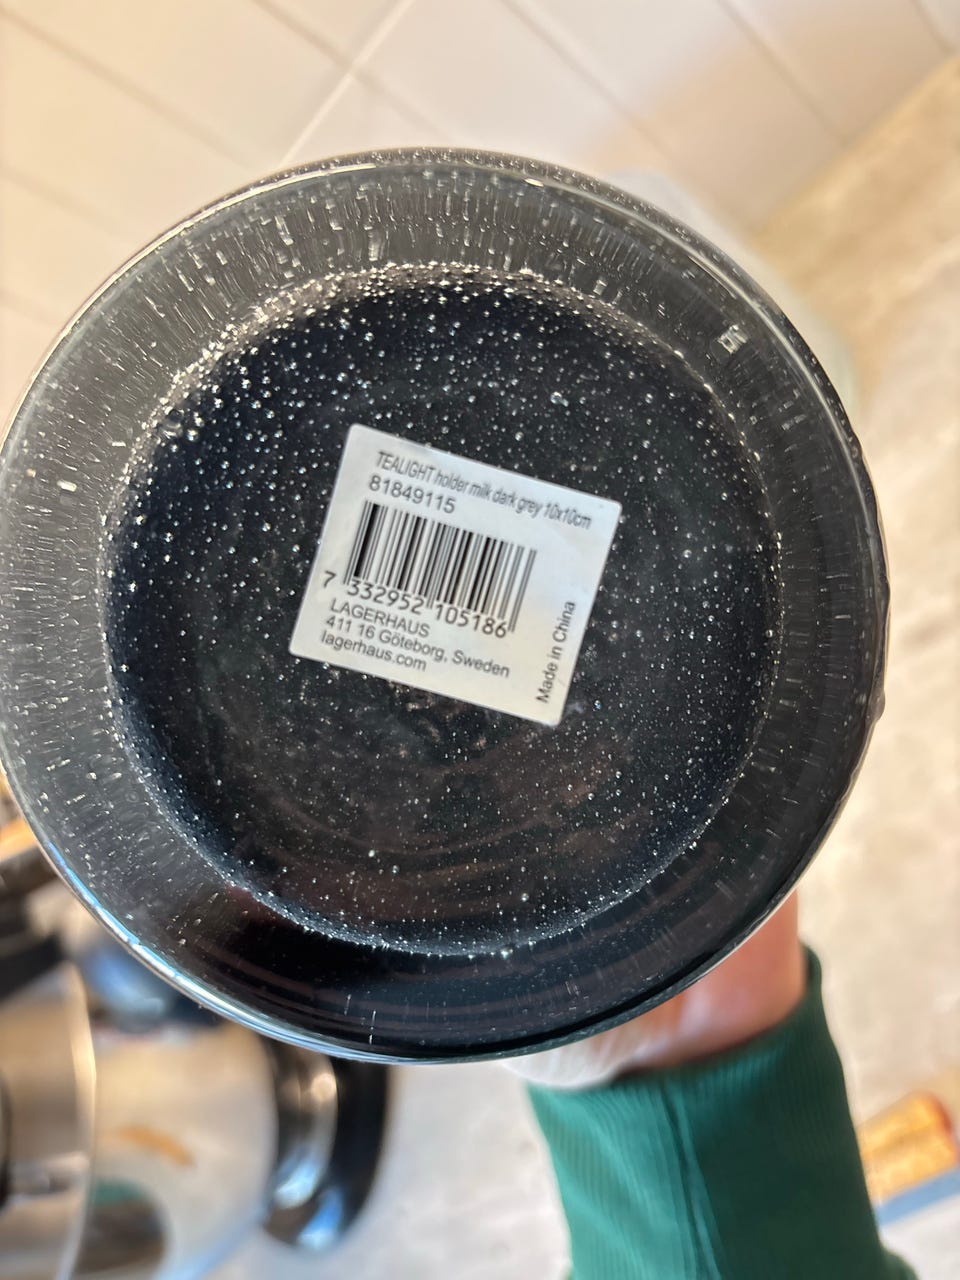 TEALIGHT holder milk dark grey 10x10cm
81849115
7 332952 105186
LAGERHAUS
411 16 Göteborg, Sweden
lagerhaus.com
Made in China